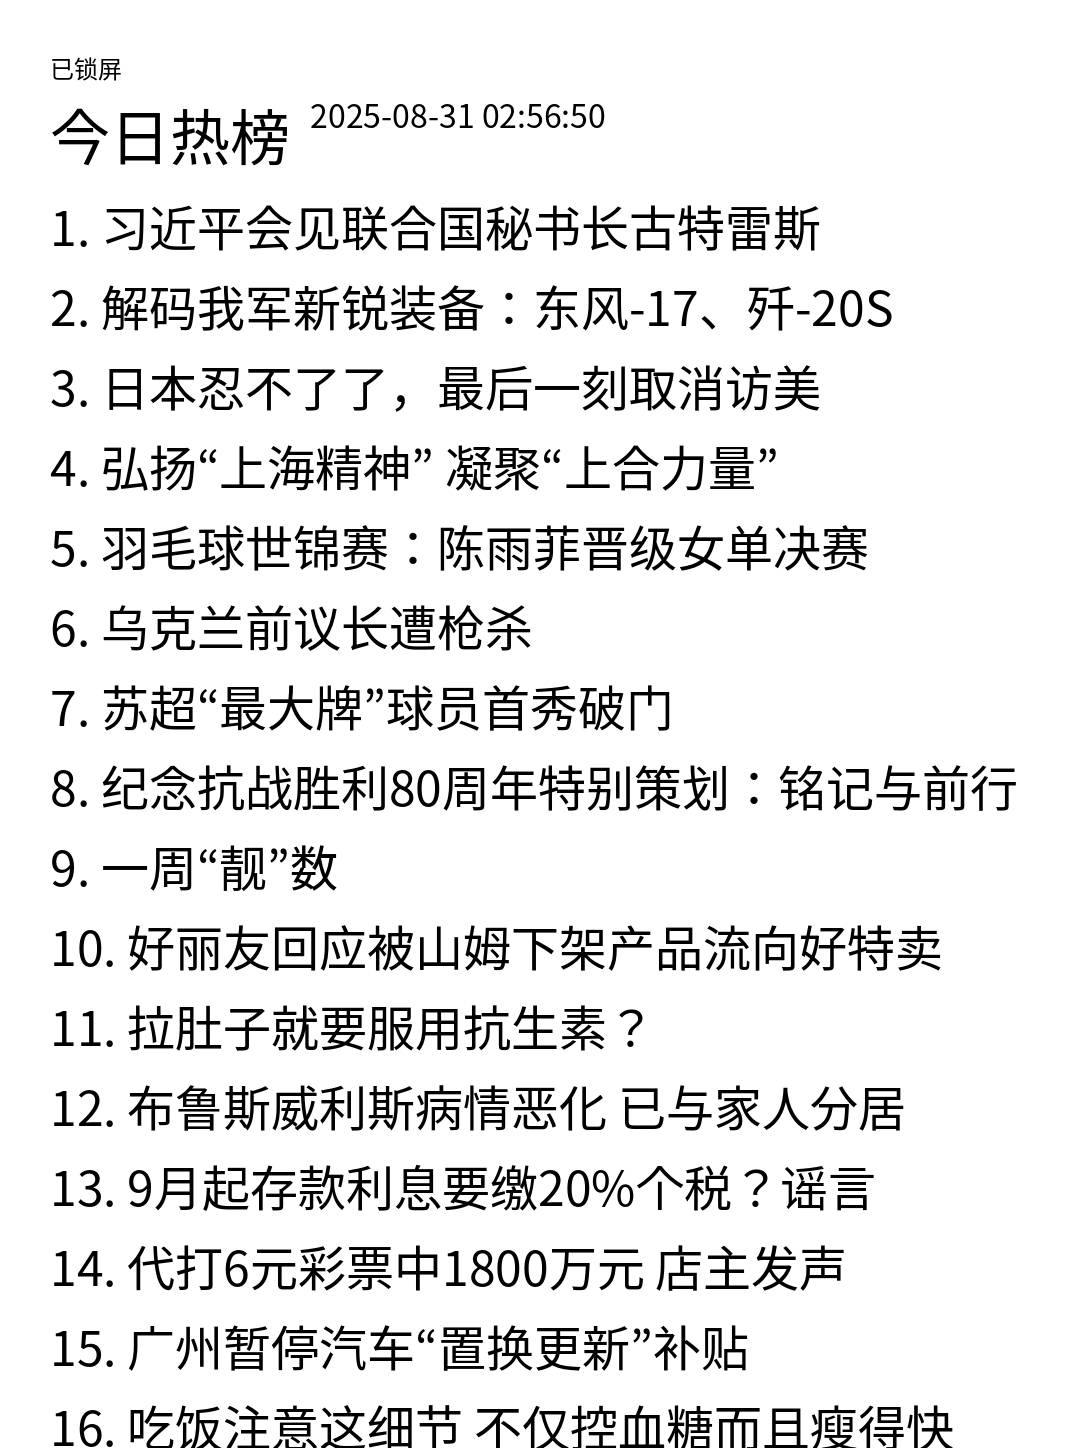 已锁屏
今日热榜 2025-08-31 02:56:50
1. 习近平会见联合国秘书长古特雷斯
2. 解码我军新锐装备：东风-17、歼-20S
3. 日本忍不了了，最后一刻取消访美
4. 弘扬“上海精神” 凝聚“上合力量”
5. 羽毛球世锦赛：陈雨菲晋级女单决赛
6. 乌克兰前议长遭枪杀
7. 苏超“最大牌”球员首秀破门
8. 纪念抗战胜利80周年特别策划：铭记与前行
9. 一周“靓”数
10. 好丽友回应被山姆下架产品流向好特卖
11. 拉肚子就要服用抗生素？
12. 布鲁斯威利斯病情恶化 已与家人分居
13. 9月起存款利息要缴20%个税？谣言
14. 代打6元彩票中1800万元 店主发声
15. 广州暂停汽车“置换更新”补贴
16. 吃饭注意这细节 不仅控血糖而且瘦得快